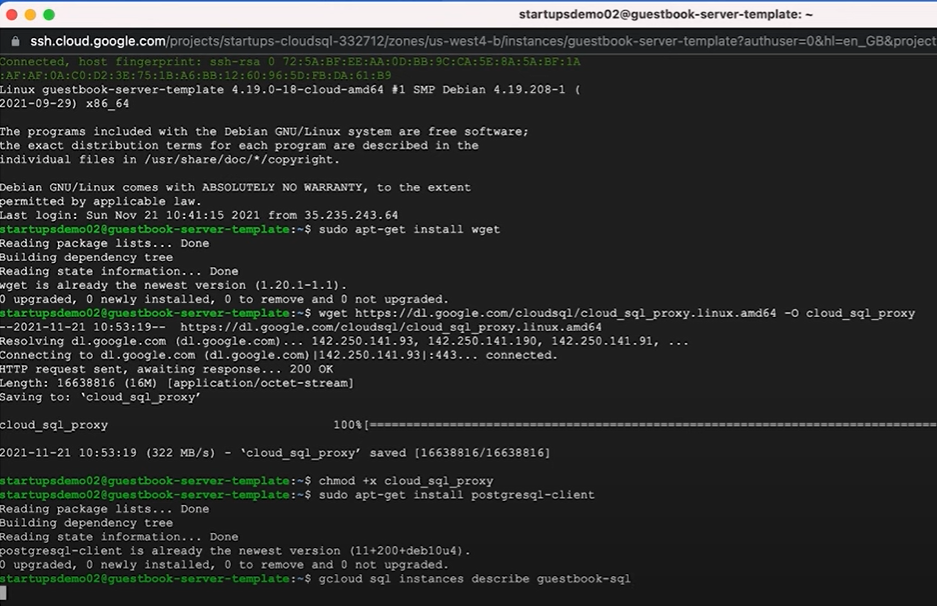 startupsdemo02@guestbook-server-template: ~
ssh.cloud.google.com/projects/startups-cloudsql-332712/zones/us-west4-b/instances/guestbook-server-template?authuser=0&hl=en_GB&project
Connected, host fingerprint: ssh-rsa 0 72:5A:BF:EE:AA:0D:BB:9C:CA:5E:8A:5A:BF:1A
:AF:AF:0A:C0:D2:3E:75:1B:A6:BB:12:60:96:5D:FB:DA:61:B9
Linux guestbook-server-template 4.19.0-18-cloud-amd64 #1 SMP Debian 4.19.208-1 (
2021-09-29) x86_64
The programs included with the Debian GNU/Linux system are free software;
the exact distribution terms for each program are described in the
individual files in /usr/share/doc/*/copyright.
Debian GNU/Linux comes with ABSOLUTELY NO WARRANTY, to the extent
permitted by applicable law.
Last login: Sun Nov 21 10:41:15 2021 from 35.235.243.64
startupsdemo02@guestbook-server-template:~$ sudo apt-get install wget
Reading package lists... Done
Building dependency tree
Reading state information... Done
wget is already the newest version (1.20.1-1.1).
0 upgraded, 0 newly installed, 0 to remove and 0 not upgraded.
startupsdemo02@guestbook-server-template:~$ wget https://dl.google.com/cloudsql/cloud_sql_proxy.linux.amd64 -O cloud_sql_proxy
--2021-11-21 10:53:19--  https://dl.google.com/cloudsql/cloud_sql_proxy.linux.amd64
Resolving dl.google.com (dl.google.com)... 142.250.141.93, 142.250.141.190, 142.250.141.91, ...
Connecting to dl.google.com (dl.google.com)|142.250.141.93|:443... connected.
HTTP request sent, awaiting response... 200 OK
Length: 16638816 (16M) [application/octet-stream]
Saving to: ‘cloud_sql_proxy’
cloud_sql_proxy 100%[==============================================================================
2021-11-21 10:53:19 (322 MB/s) - ‘cloud_sql_proxy’ saved [16638816/16638816]
startupsdemo02@guestbook-server-template:~$ chmod +x cloud_sql_proxy
startupsdemo02@guestbook-server-template:~$ sudo apt-get install postgresql-client
Reading package lists... Done
Building dependency tree
Reading state information... Done
postgresql-client is already the newest version (11+200+deb10u4).
0 upgraded, 0 newly installed, 0 to remove and 0 not upgraded.
startupsdemo02@guestbook-server-template:~$ gcloud sql instances describe guestbook-sql